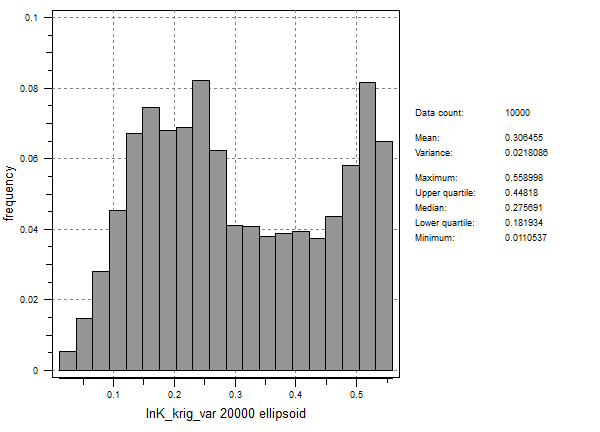 0.1
0.08
0.06
0.04
0.02
0
frequency
0.1 0.2 0.3 0.4 0.5
lnK_krig_var 20000 ellipsoid
Data count: 10000
Mean: 0.306455
Variance: 0.0218086
Maximum: 0.558998
Upper quartile: 0.44818
Median: 0.275691
Lower quartile: 0.181934
Minimum: 0.0110537